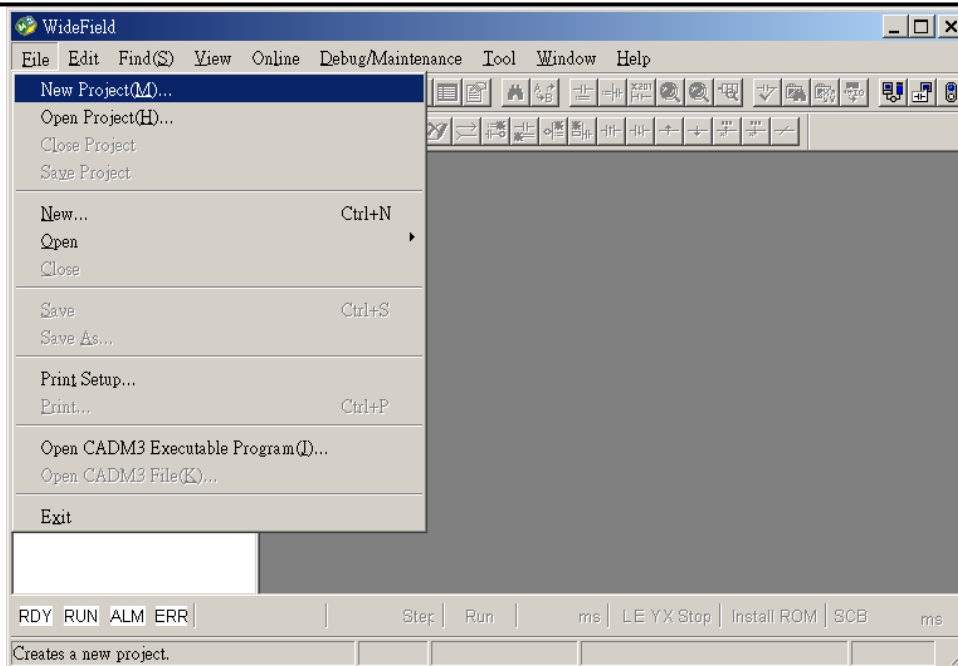 WideField
File Edit Find(S) View Online Debug/Maintenance Tool Window Help
New Project(M)...
Open Project(H)...
Close Project
Save Project
New... Ctrl+N
Open
Close
Save Ctrl+S
Save As...
Print Setup...
Print... Ctrl+P
Open CADM3 Executable Program(J)...
Open CADM3 File(K)...
Exit
RDY RUN ALM ERR Step Run ms LE YX Stop Install ROM SCB ms
Creates a new project.